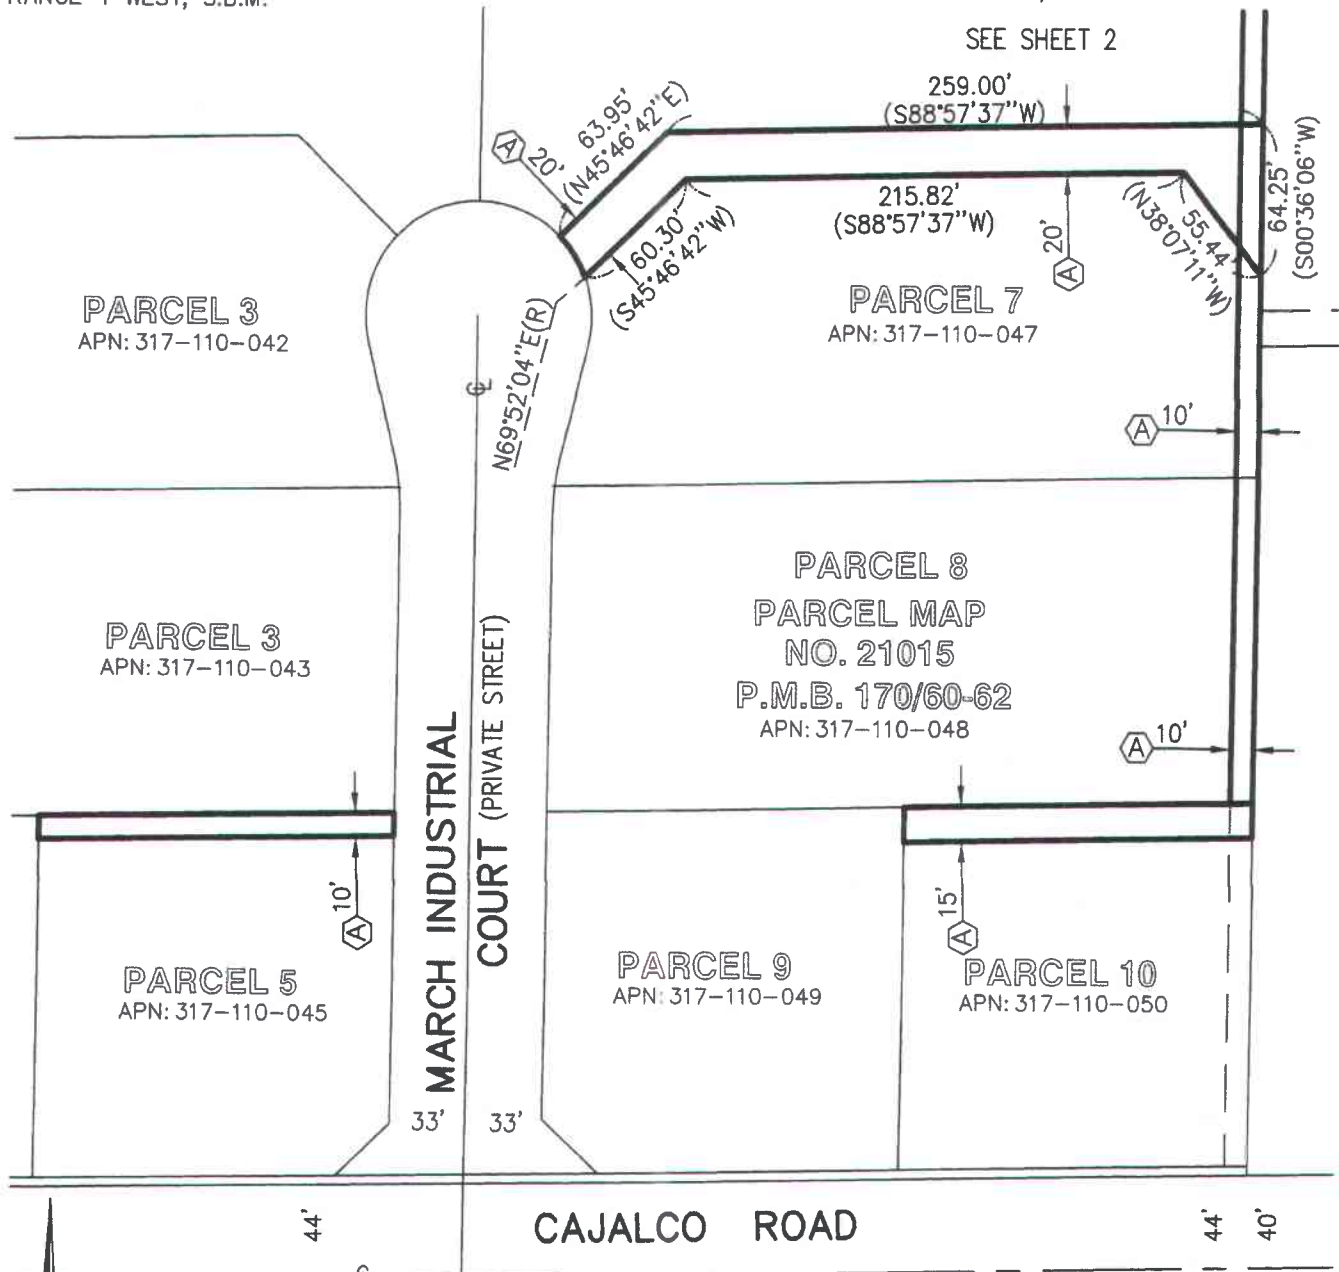 SEE SHEET 2
259.00'
(S88°57'37"W)
63.95'
(N45°46'42"E)
A 20'
64.25'
(S00°36'06"W)
215.82'
(S88°57'37"W)
A 20'
55.44'
(N38°07'11"W)
60.30'
(S45°46'42"W)
N69°52'04"E(R)
PARCEL 3
APN: 317-110-042
PARCEL 7
APN: 317-110-047
℄
A 10'
PARCEL 8
PARCEL MAP
NO. 21015
P.M.B. 170/60-62
APN: 317-110-048
PARCEL 3
APN: 317-110-043
A 10'
MARCH INDUSTRIAL
COURT (PRIVATE STREET)
A 10'
A 15'
PARCEL 5
APN: 317-110-045
PARCEL 9
APN: 317-110-049
PARCEL 10
APN: 317-110-050
33' 33'
44'
CAJALCO ROAD
44'
40'